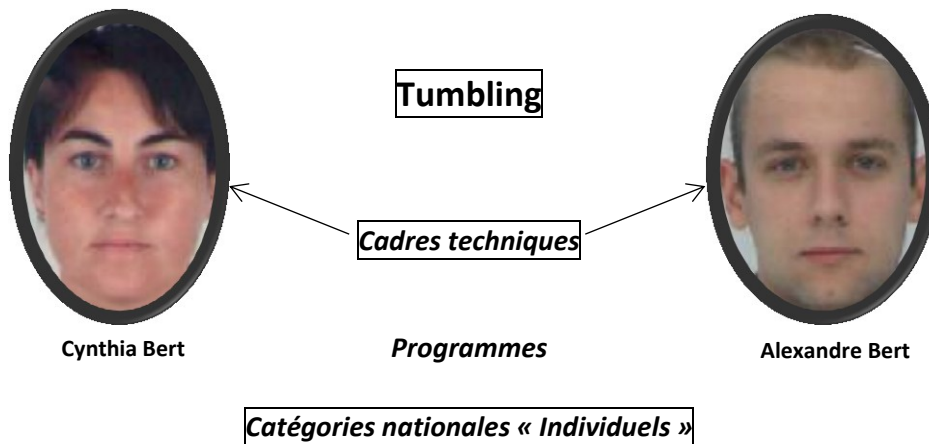 Tumbling
Cadres techniques
Cynthia Bert
Programmes
Alexandre Bert
Catégories nationales « Individuels »